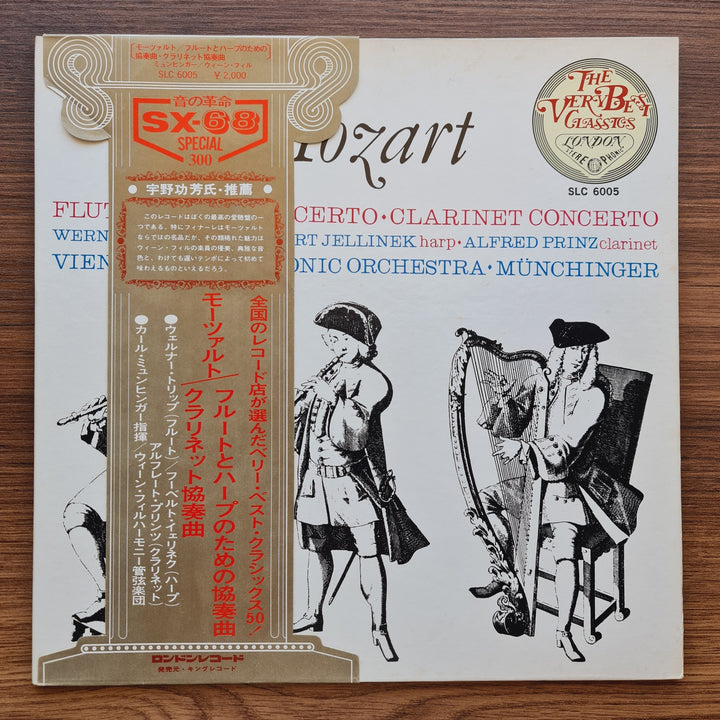 モーツァルト/フルートとハープのための
協奏曲・クラリネット協奏曲
ミュンヒンガー/ウィーン・フィル
SLC 6005 ¥2,000
音の革命
SX-68
SPECIAL
300
● 宇野功芳氏・推薦 ●
このレコードはぼくの最高の愛聴盤の一
つである。特にフィナーレはモーツァルト
ならではの名品だが、その隠れた魅力は
ウィーン・フィルの木質の優美、典雅な音
色と、わけても遅いテンポによって初めて
味わえるものといえるだろう。
全国のレコード店が選んだベリー・ベスト・クラシックス50!
モーツァルト/フルートとハープのための協奏曲
クラリネット協奏曲
●ウェルナー・トリップ(フルート)/フーベルト・イェリネク(ハープ)
アルフレート・プリンツ(クラリネット)
●カール・ミュンヒンガー指揮/ウィーン・フィルハーモニー管弦楽団
ロンドンレコード
発売元・キングレコード
ozart
THE
VERY BEST
CLASSICS
LONDON
STEREOPHONIC
SLC 6005
FLUT CERTO・CLARINET CONCERTO
WERN RT JELLINEK harp・ALFRED PRINZ clarinet
VIEN ONIC ORCHESTRA・MÜNCHINGER